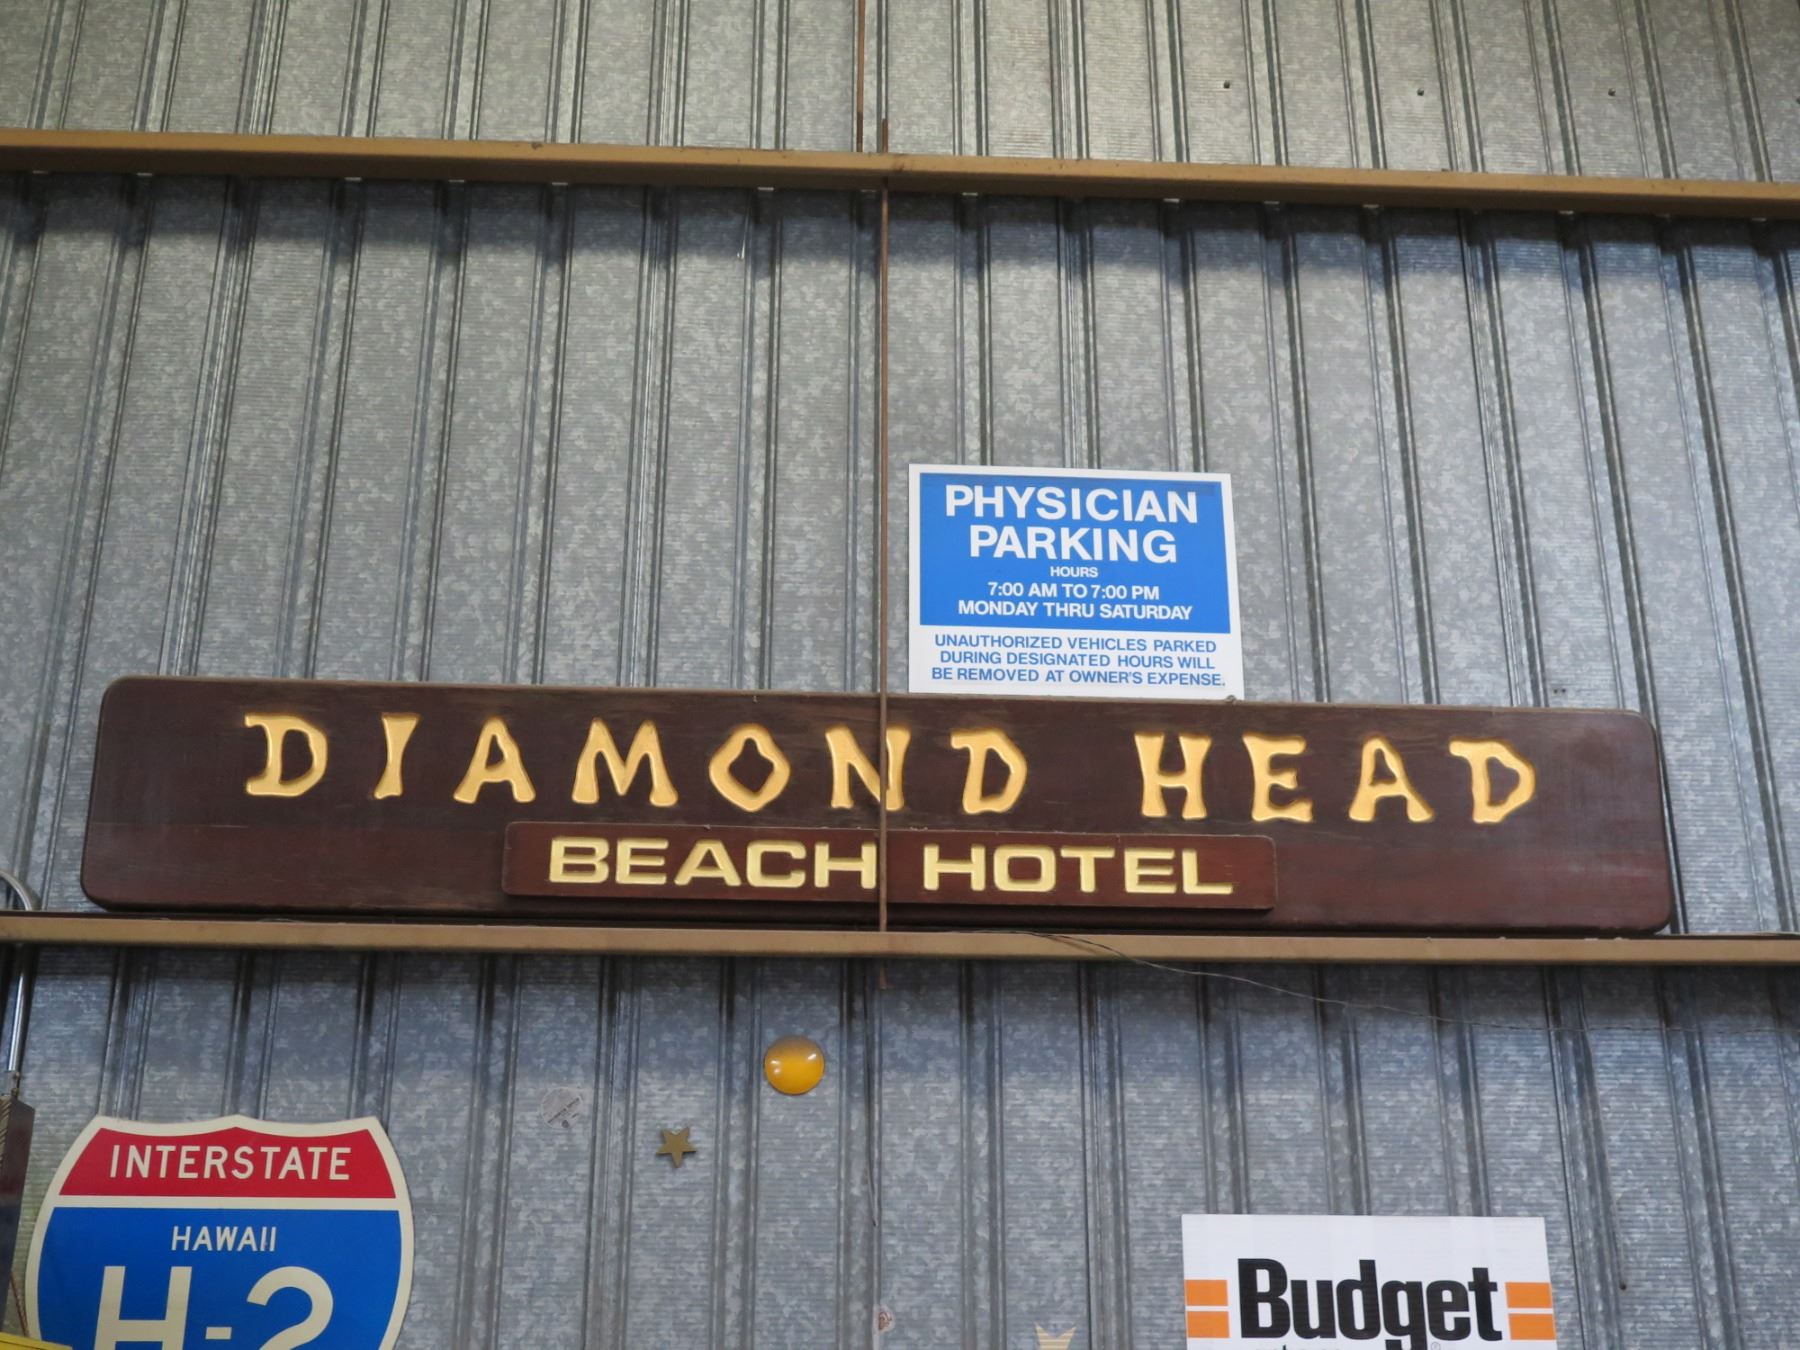 PHYSICIAN
PARKING
HOURS
7:00 AM TO 7:00 PM
MONDAY THRU SATURDAY
UNAUTHORIZED VEHICLES PARKED
DURING DESIGNATED HOURS WILL
BE REMOVED AT OWNER'S EXPENSE.
DIAMOND HEAD
BEACH HOTEL
INTERSTATE
HAWAII
H-2
Budget